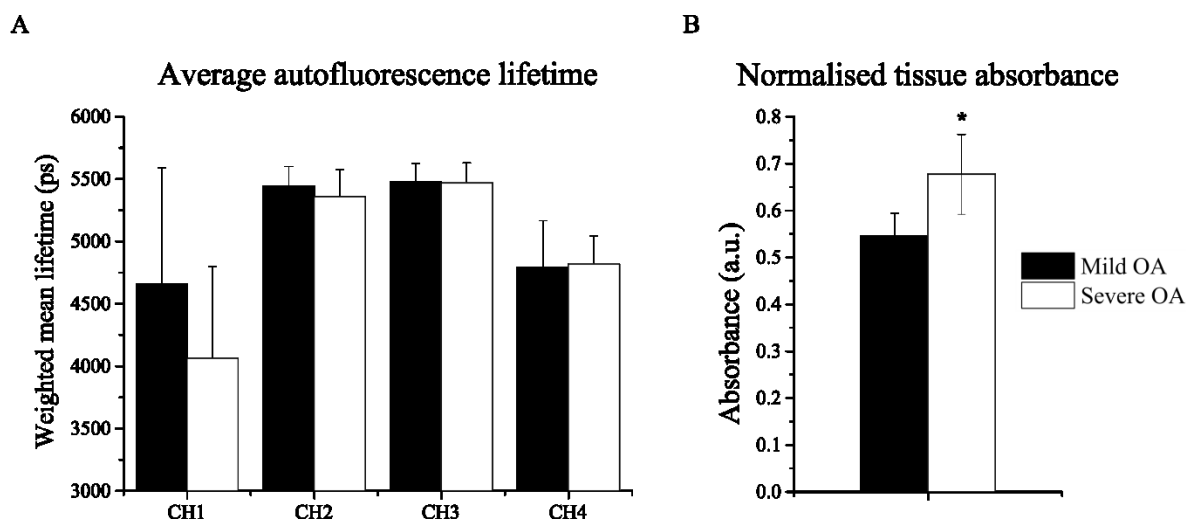 A
Average autofluorescence lifetime
Weighted mean lifetime (ps)
6000
5500
5000
4500
4000
3500
3000
CH1 CH2 CH3 CH4
B
Normalised tissue absorbance
Absorbance (a.u.)
0.8
0.7
0.6
0.5
0.4
0.3
0.2
0.1
0.0
*
Mild OA
Severe OA